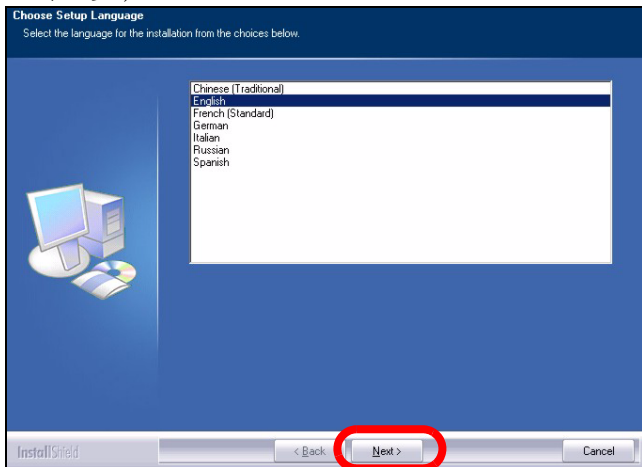 Choose Setup Language
Select the language for the installation from the choices below.
Chinese (Traditional)
English
French (Standard)
German
Italian
Russian
Spanish
InstallShield
< Back
Next >
Cancel